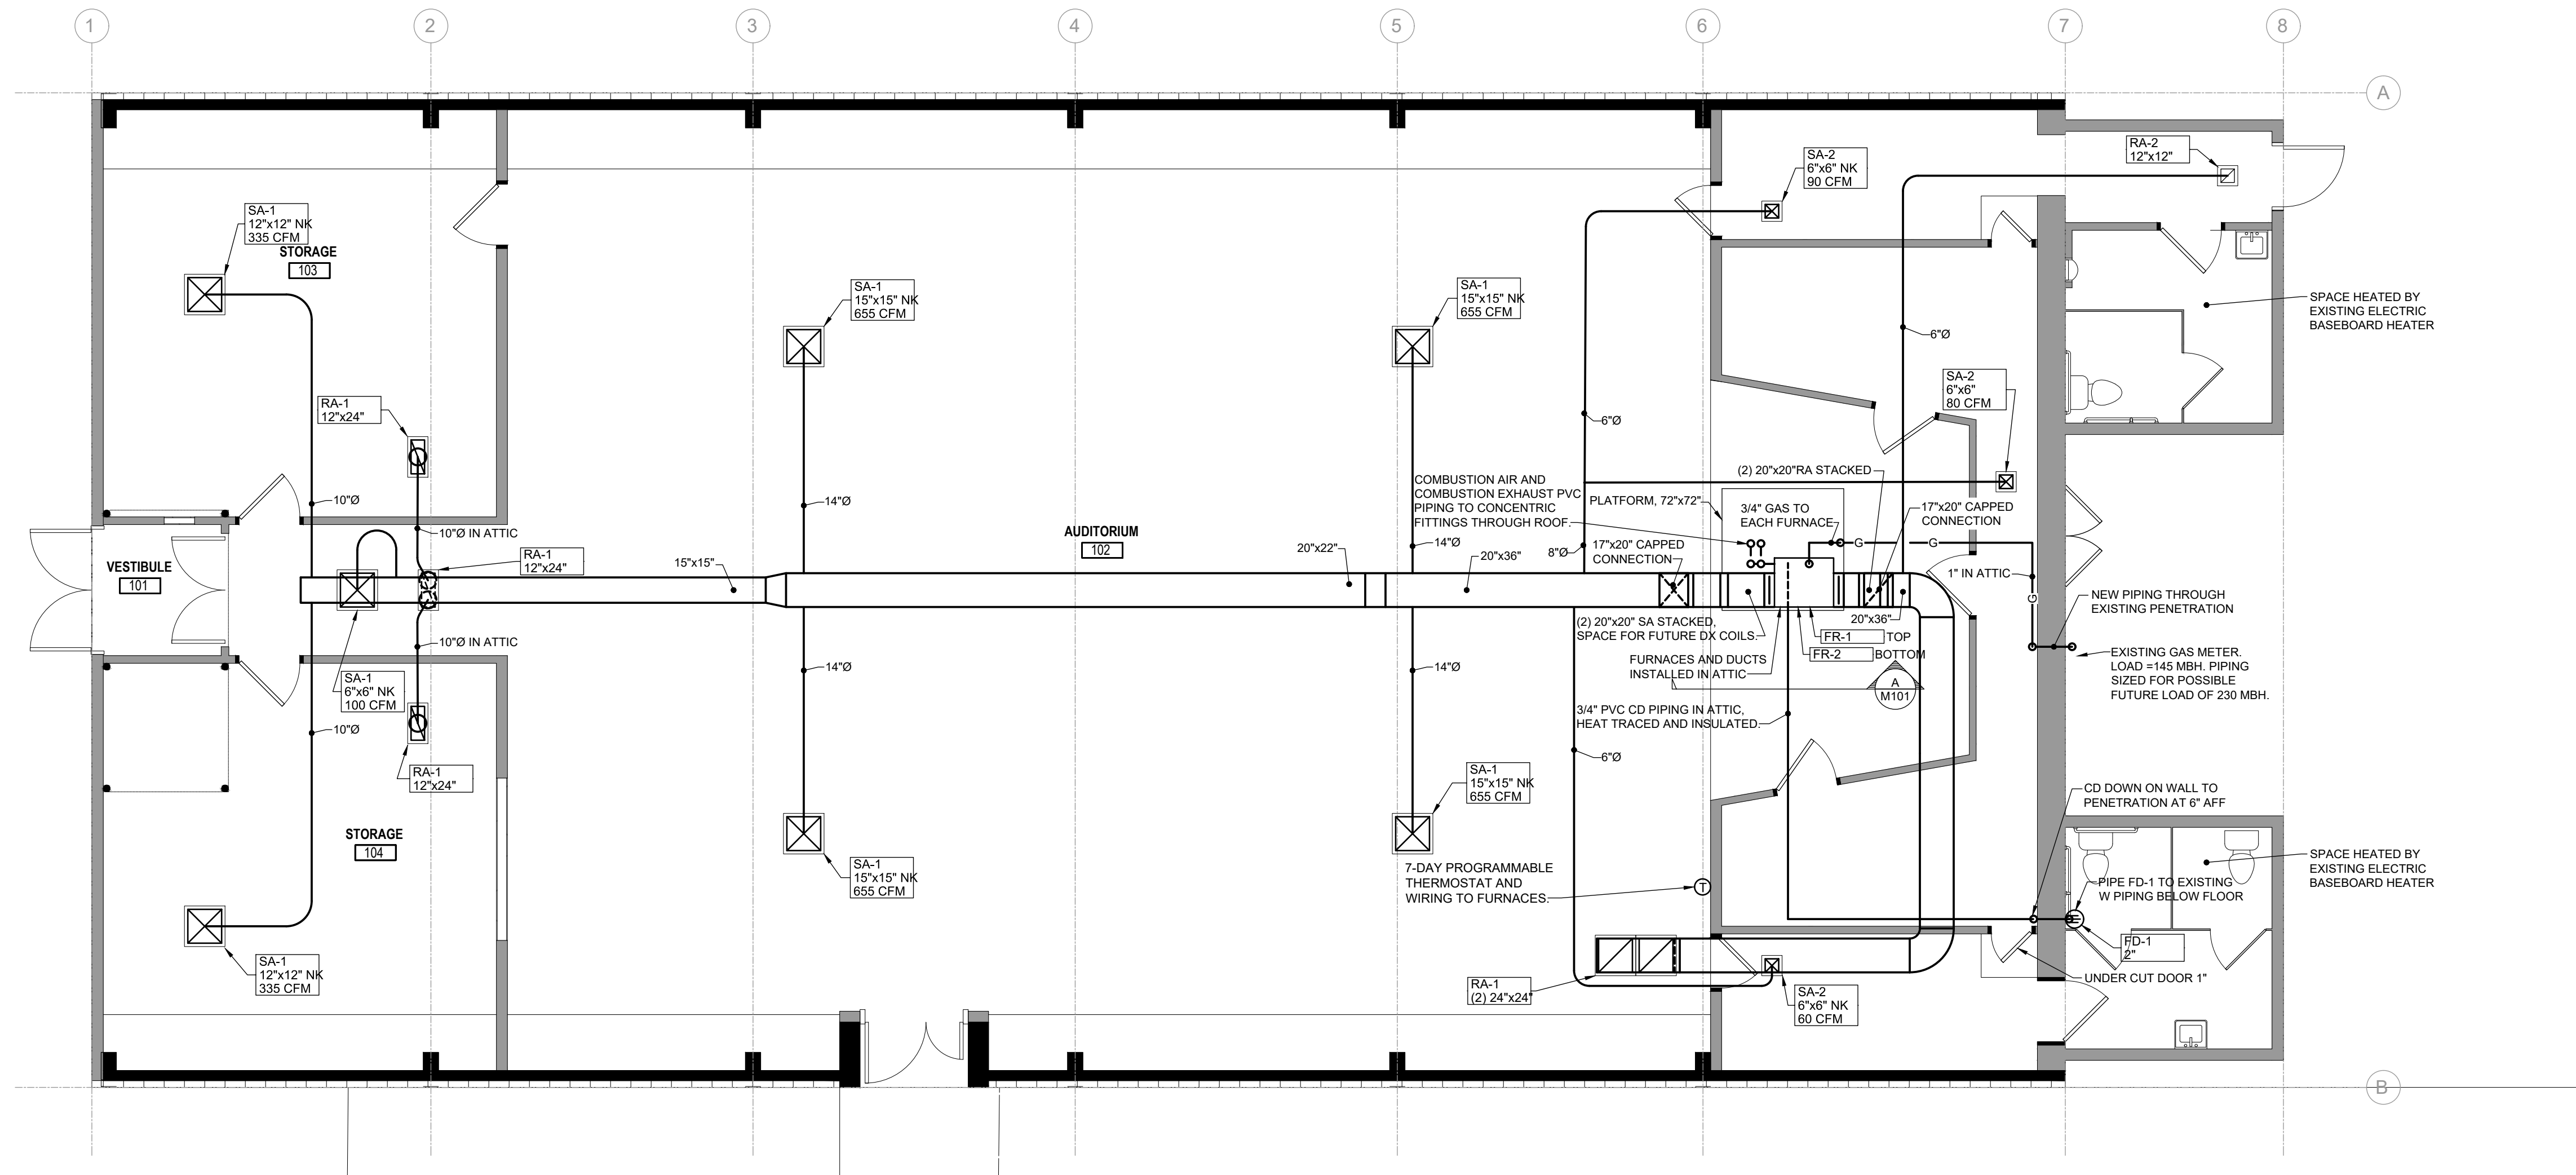 1
2
3
4
5
6
7
8
A
SA-2
6"x6" NK
90 CFM
RA-2
12"x12"
SA-1
12"x12" NK
335 CFM
STORAGE
103
SA-1
15"x15" NK
655 CFM
SA-1
15"x15" NK
655 CFM
SPACE HEATED BY
EXISTING ELECTRIC
BASEBOARD HEATER
6"Ø
SA-2
6"x6"
80 CFM
RA-1
12"x24"
6"Ø
(2) 20"x20"RA STACKED
COMBUSTION AIR AND
COMBUSTION EXHAUST PVC
PIPING TO CONCENTRIC
FITTINGS THROUGH ROOF.
PLATFORM, 72"x72"
3/4" GAS TO
EACH FURNACE
17"x20" CAPPED
CONNECTION
10"Ø
14"Ø
10"Ø IN ATTIC
AUDITORIUM
102
14"Ø
8"Ø
17"x20" CAPPED
CONNECTION
G
G
RA-1
12"x24"
15"x15"
20"x22"
20"x36"
VESTIBULE
101
1" IN ATTIC
G
NEW PIPING THROUGH
EXISTING PENETRATION
(2) 20"x20" SA STACKED,
SPACE FOR FUTURE DX COILS.
20"x36"
FR-1
TOP
FR-2
BOTTOM
10"Ø IN ATTIC
FURNACES AND DUCTS
INSTALLED IN ATTIC
EXISTING GAS METER.
LOAD =145 MBH. PIPING
SIZED FOR POSSIBLE
FUTURE LOAD OF 230 MBH.
14"Ø
14"Ø
SA-1
6"x6" NK
100 CFM
A
M101
3/4" PVC CD PIPING IN ATTIC,
HEAT TRACED AND INSULATED.
10"Ø
6"Ø
RA-1
12"x24"
SA-1
15"x15" NK
655 CFM
CD DOWN ON WALL TO
PENETRATION AT 6" AFF
STORAGE
104
SA-1
15"x15" NK
655 CFM
7-DAY PROGRAMMABLE
THERMOSTAT AND
WIRING TO FURNACES.
T
SPACE HEATED BY
EXISTING ELECTRIC
BASEBOARD HEATER
PIPE FD-1 TO EXISTING
W PIPING BELOW FLOOR
FD-1
2"
SA-1
12"x12" NK
335 CFM
UNDER CUT DOOR 1"
RA-1
(2) 24"x24"
SA-2
6"x6" NK
60 CFM
B